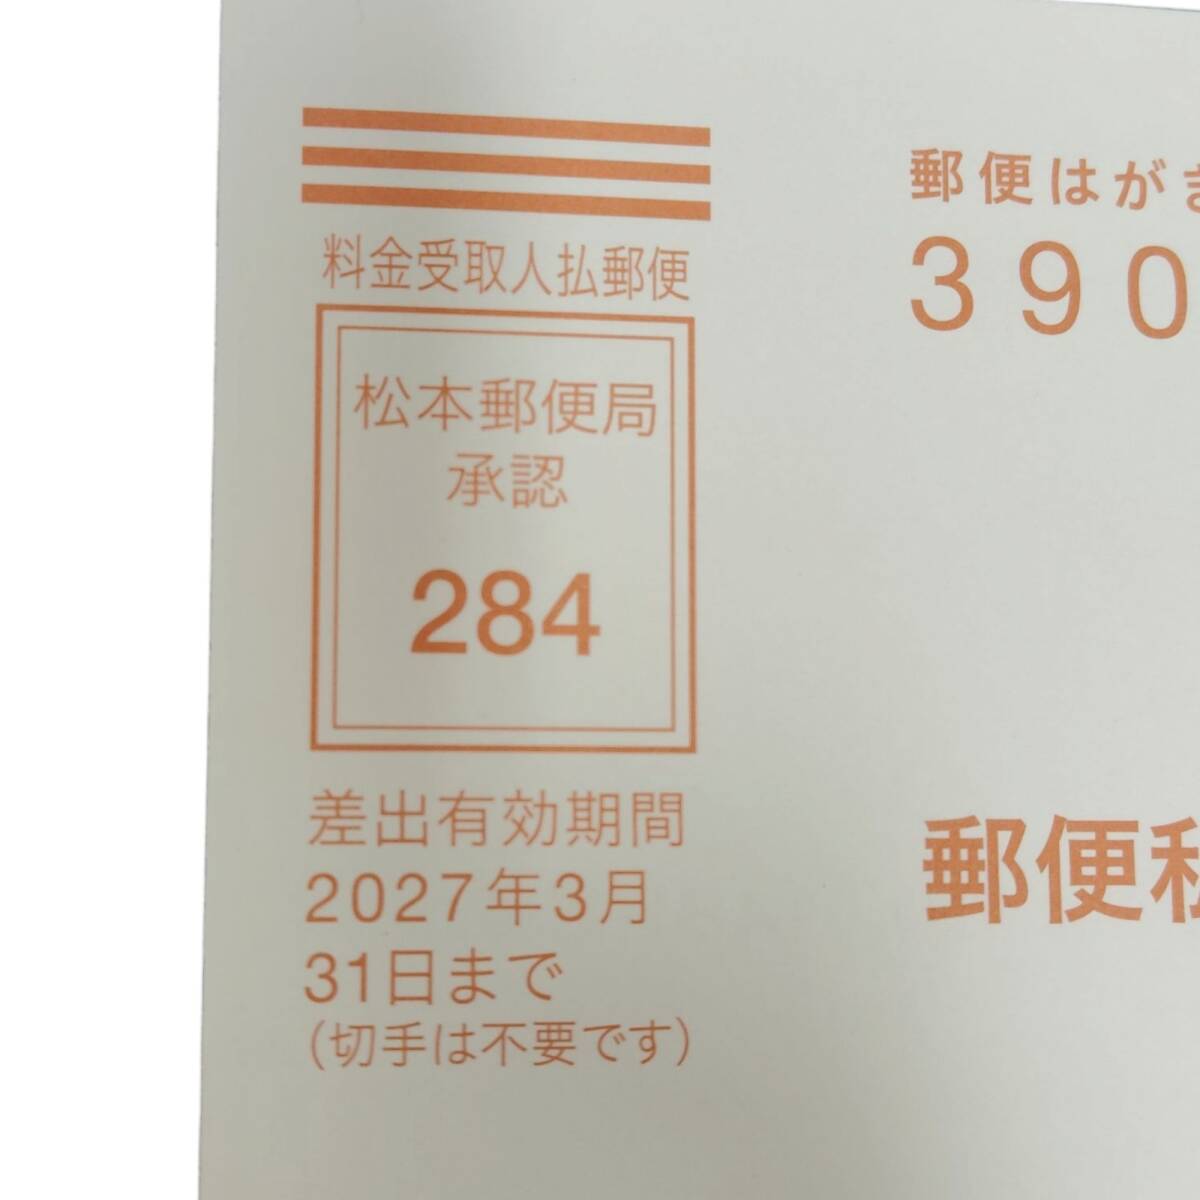 料金受取人払郵便
松本郵便局
承認
284
差出有効期間
2027年3月
31日まで
(切手は不要です)
郵便はがき
390
郵便私